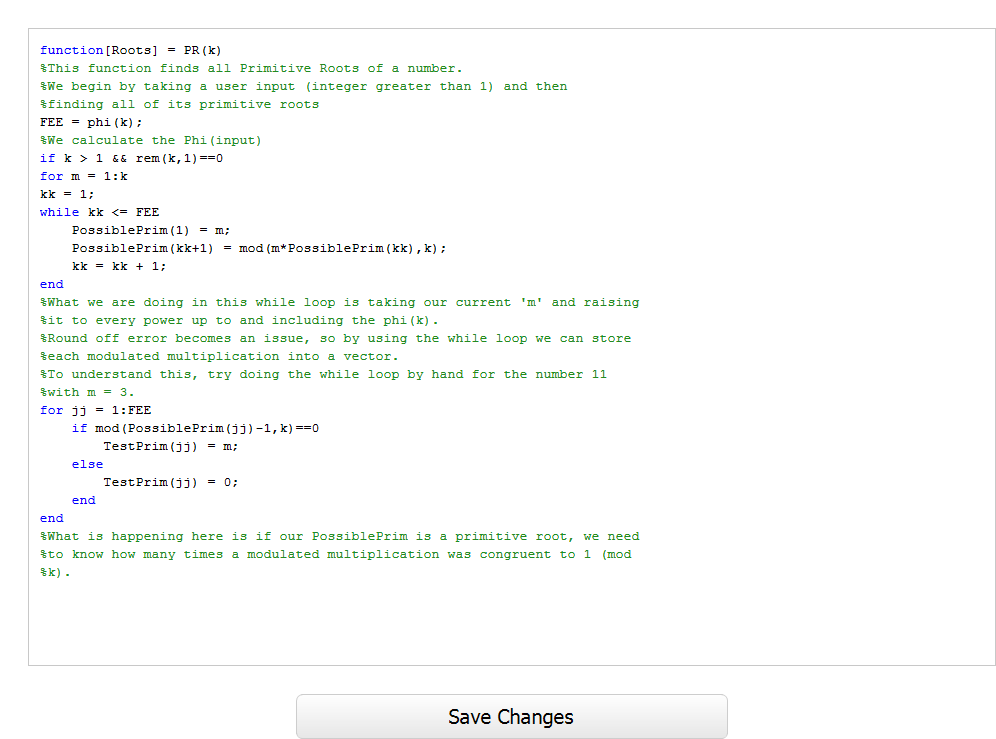 function[Roots] = PR(k)
%This function finds all Primitive Roots of a number.
%We begin by taking a user input (integer greater than 1) and then
%finding all of its primitive roots
FEE = phi(k);
%We calculate the Phi(input)
if k > 1 && rem(k,1)==0
for m = 1:k
kk = 1;
while kk <= FEE
    PossiblePrim(1) = m;
    PossiblePrim(kk+1) = mod(m*PossiblePrim(kk),k);
    kk = kk + 1;
end
%What we are doing in this while loop is taking our current 'm' and raising
%it to every power up to and including the phi(k).
%Round off error becomes an issue, so by using the while loop we can store
%each modulated multiplication into a vector.
%To understand this, try doing the while loop by hand for the number 11
%with m = 3.
for jj = 1:FEE
    if mod(PossiblePrim(jj)-1,k)==0
        TestPrim(jj) = m;
    else
        TestPrim(jj) = 0;
    end
end
%What is happening here is if our PossiblePrim is a primitive root, we need
%to know how many times a modulated multiplication was congruent to 1 (mod
%k).
Save Changes